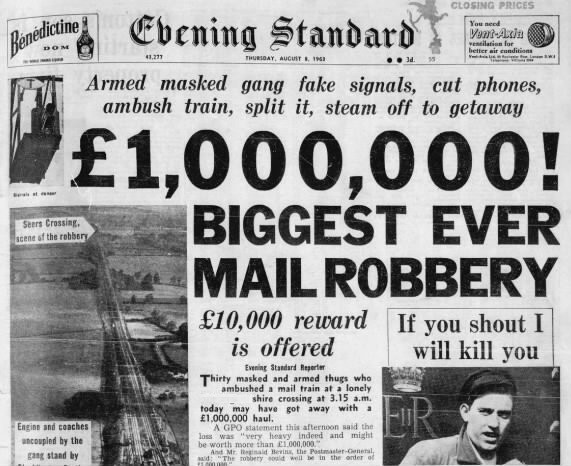 CLOSING PRICES
Bénédictine
DOM
Evening Standard
You need
Vent-Axia
ventilation for
better air conditions
43,277
THURSDAY, AUGUST 8, 1963
3d.
Armed masked gang fake signals, cut phones,
ambush train, split it, steam off to getaway
£1,000,000!
Signals at danger
BIGGEST EVER
MAIL ROBBERY
Seers Crossing,
scene of the robbery
£10,000 reward
is offered
If you shout I
will kill you
Evening Standard Reporter
Thirty masked and armed thugs who
ambushed a mail train at a lonely
shire crossing at 3.15 a.m.
today may have got away with a
£1,000,000 haul.
A GPO statement this afternoon said the
loss was "very heavy indeed and might
be worth more than £1,000,000."
And Mr. Reginald Bevins, the Postmaster-General,
said: "The robbery could well be in the order of
£1,000,000
EIIR
Engine and coaches
uncoupled by the
gang stand by